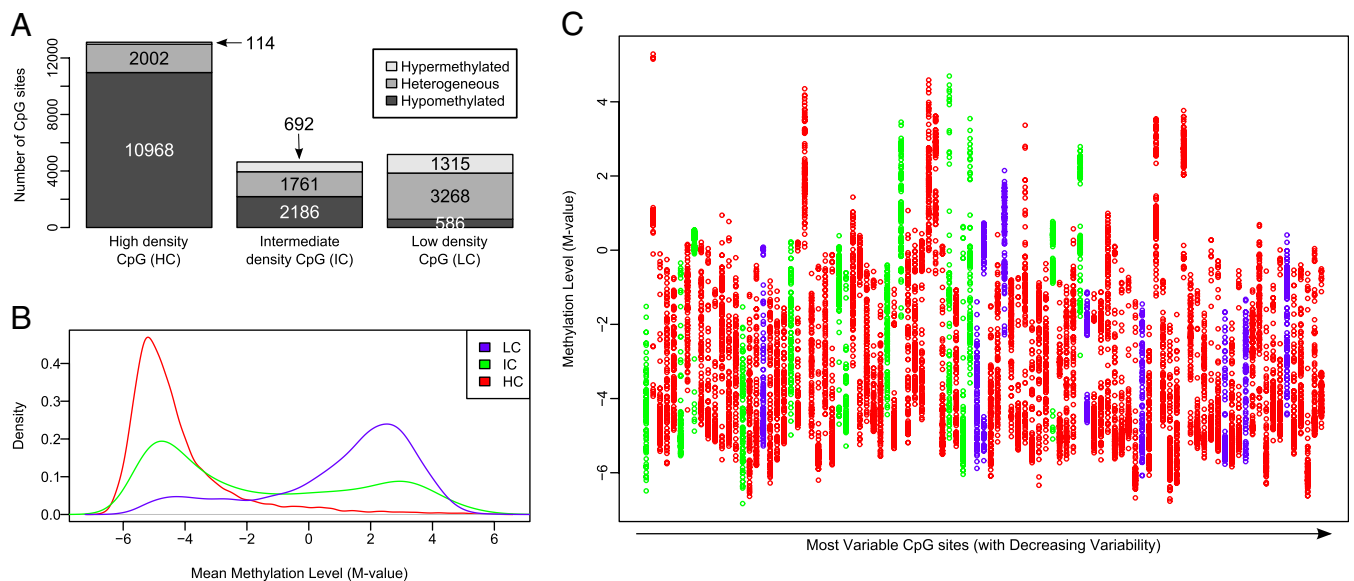 A
Number of CpG sites
12000
8000
4000
0
114
2002
10968
692
1761
2186
1315
3268
586
Hypermethylated
Heterogeneous
Hypomethylated
High density
CpG (HC)
Intermediate
density CpG (IC)
Low density
CpG (LC)
B
Density
0.4
0.3
0.2
0.1
0.0
LC
IC
HC
−6 −4 −2 0 2 4 6
Mean Methylation Level (M-value)
C
Methylation Level (M-value)
4
2
0
−2
−4
−6
Most Variable CpG sites (with Decreasing Variability)